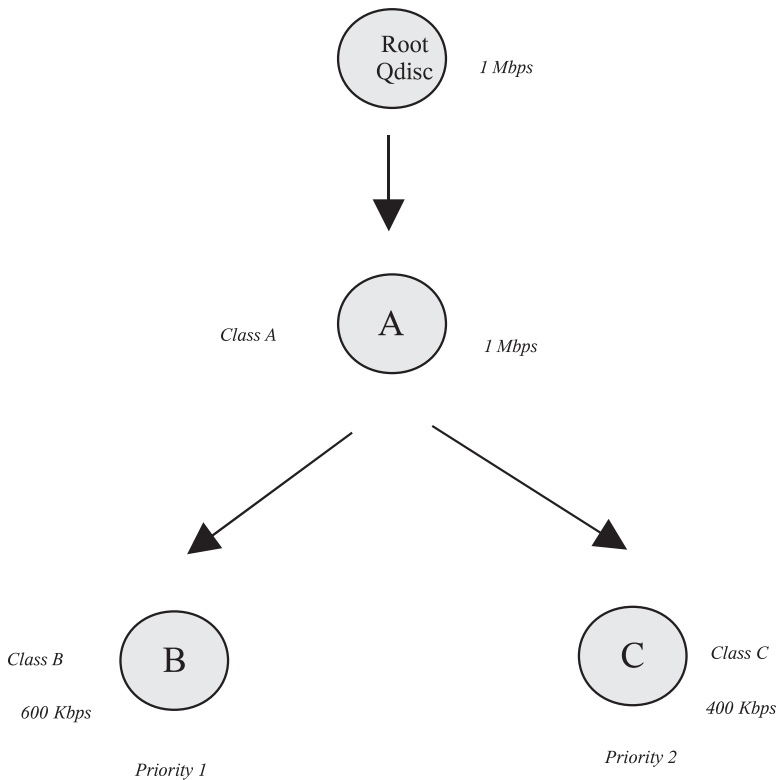 Root
Qdisc
1 Mbps
A
Class A
1 Mbps
B
Class B
600 Kbps
Priority 1
C
Class C
400 Kbps
Priority 2